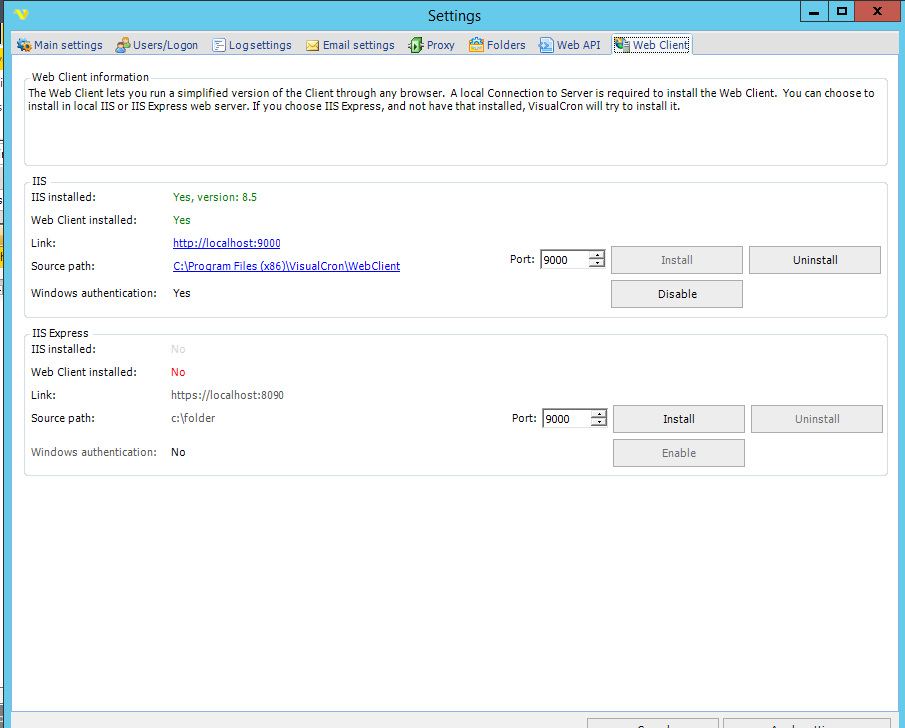 Settings
Main settings Users/Logon Log settings Email settings Proxy Folders Web API Web Client
Web Client information
The Web Client lets you run a simplified version of the Client through any browser. A local Connection to Server is required to install the Web Client. You can choose to
install in local IIS or IIS Express web server. If you choose IIS Express, and not have that installed, VisualCron will try to install it.
IIS
IIS installed: Yes, version: 8.5
Web Client installed: Yes
Link: http://localhost:9000
Source path: C:\Program Files (x86)\VisualCron\WebClient Port: 9000 Install Uninstall
Windows authentication: Yes Disable
IIS Express
IIS installed: No
Web Client installed: No
Link: https://localhost:8090
Source path: c:\folder Port: 9000 Install Uninstall
Windows authentication: No Enable